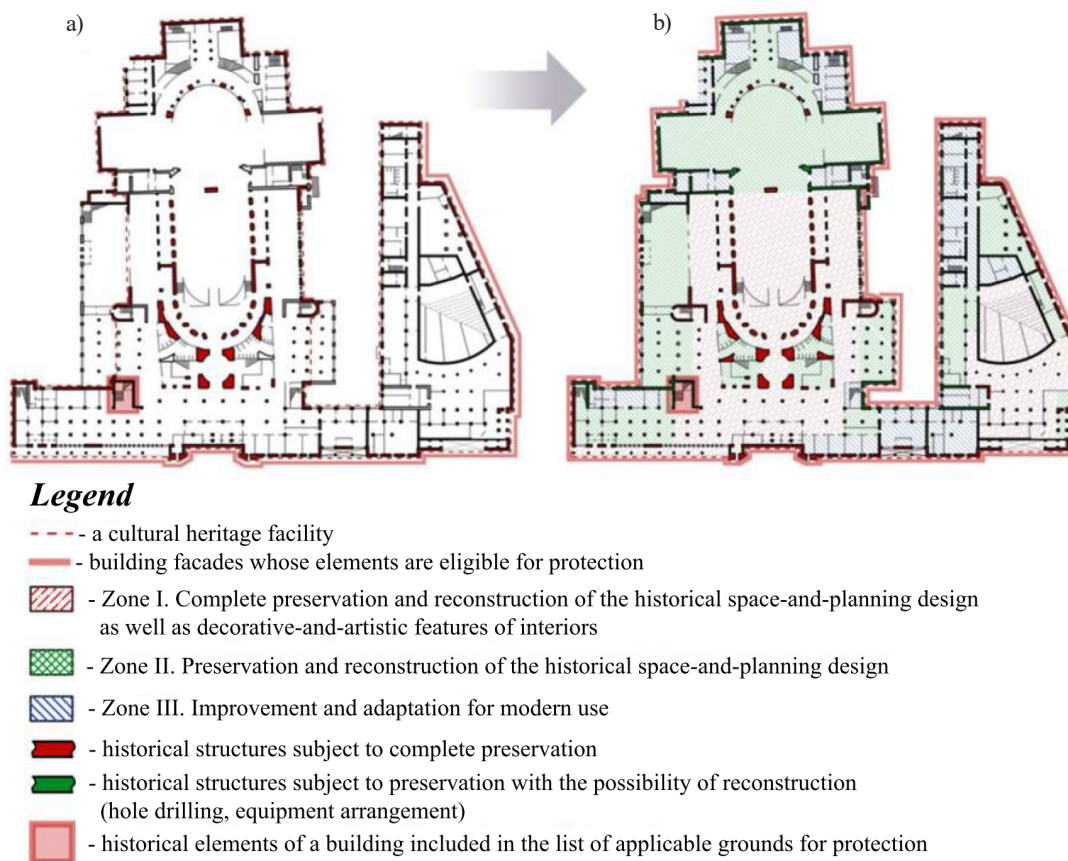 a)
b)
Legend
- a cultural heritage facility
- building facades whose elements are eligible for protection
- Zone I. Complete preservation and reconstruction of the historical space-and-planning design
as well as decorative-and-artistic features of interiors
- Zone II. Preservation and reconstruction of the historical space-and-planning design
- Zone III. Improvement and adaptation for modern use
- historical structures subject to complete preservation
- historical structures subject to preservation with the possibility of reconstruction
(hole drilling, equipment arrangement)
- historical elements of a building included in the list of applicable grounds for protection